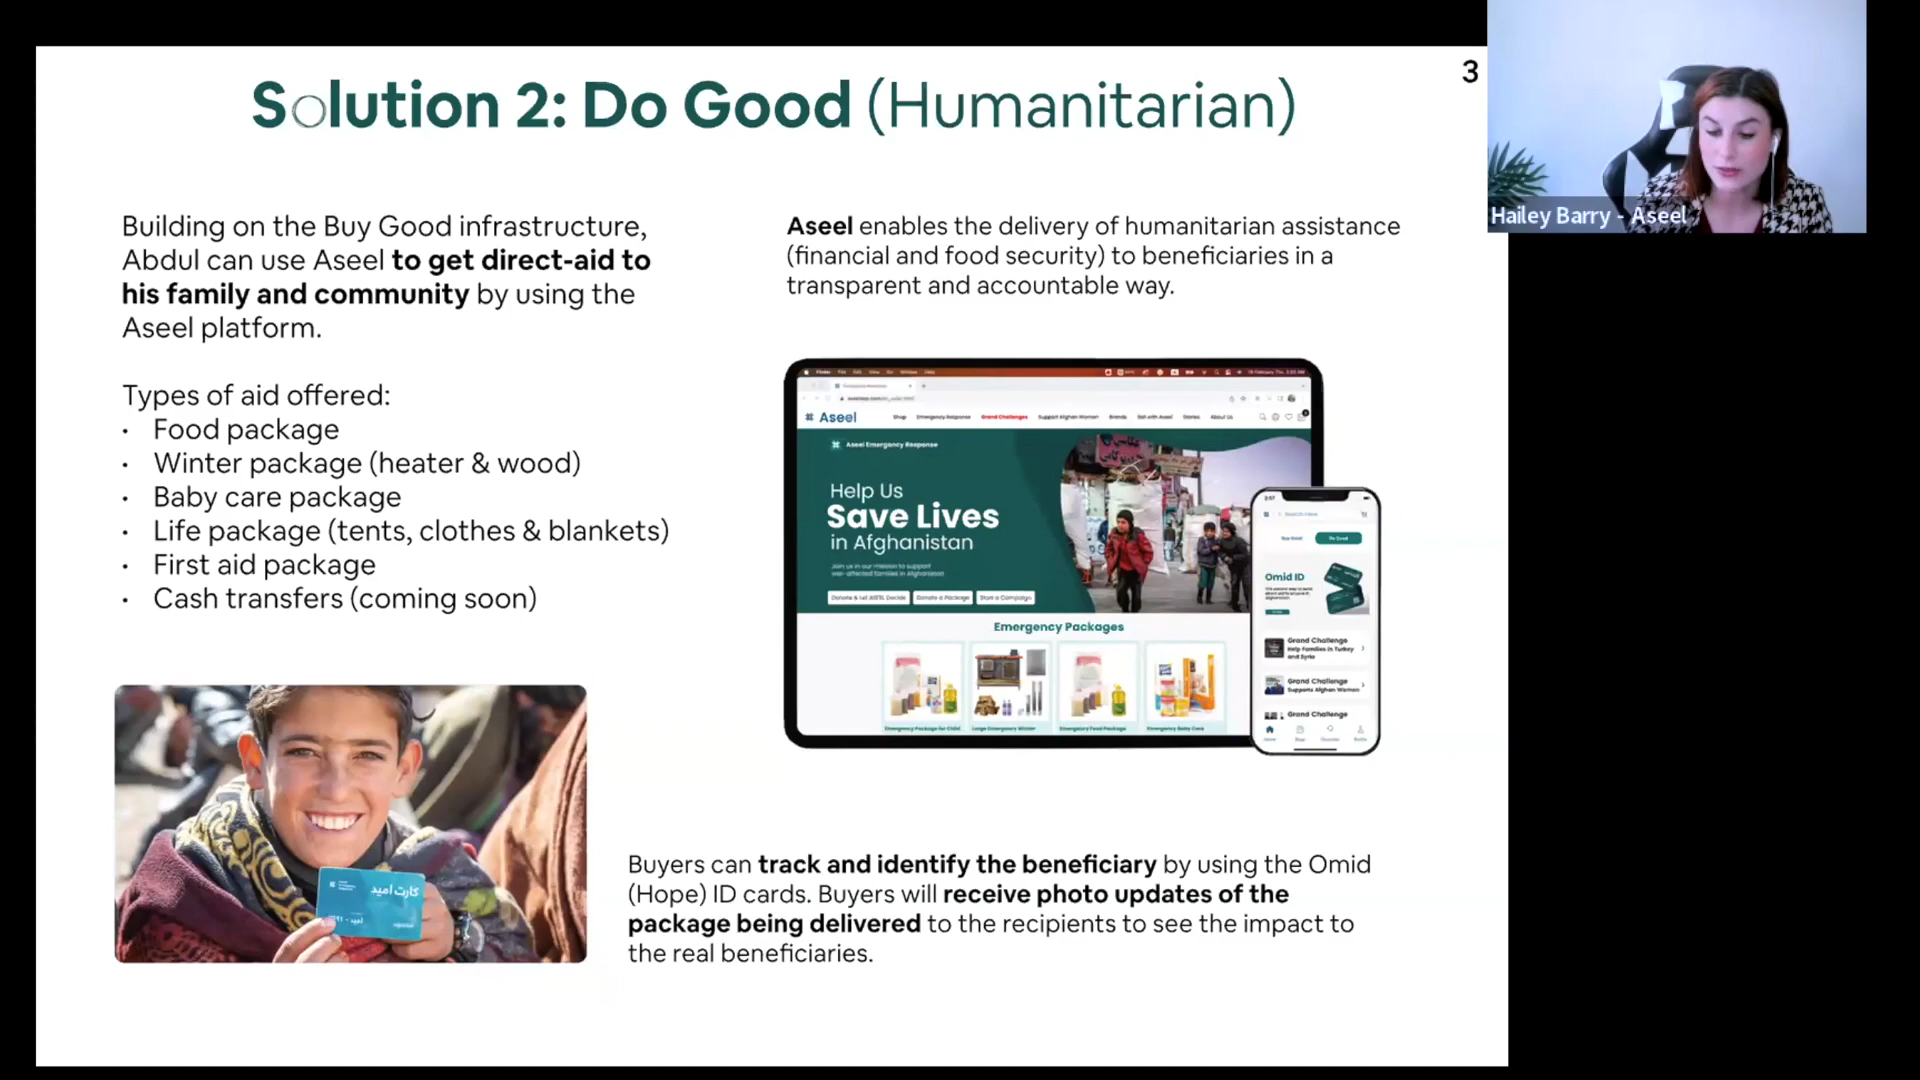 Solution 2: Do Good (Humanitarian)
3
Hailey Barry - Aseel
Building on the Buy Good infrastructure,
Abdul can use Aseel to get direct-aid to
his family and community by using the
Aseel platform.
Types of aid offered:
• Food package
• Winter package (heater & wood)
• Baby care package
• Life package (tents, clothes & blankets)
• First aid package
• Cash transfers (coming soon)
Aseel enables the delivery of humanitarian assistance
(financial and food security) to beneficiaries in a
transparent and accountable way.
Aseel
Shop Emergency Response Grand Challenges Support Afghan Women Brands Sell with Aseel Stories About Us
Aseel Emergency Response
Help Us
Save Lives
in Afghanistan
Join us in our mission to support
war-affected families in Afghanistan
Donate & Let ASEEL Decide Donate a Package Start a Campaign
Emergency Packages
Emergency Package for Child Large Emergency Winter Emergency Food Package Emergency Baby Care
2:57
Buy Good Do Good
Omid ID
Grand Challenge
Help Families in Turkey
and Syria
Grand Challenge
Supports Afghan Women
Grand Challenge
Home Shop Favorites Profile
کارت امید
Buyers can track and identify the beneficiary by using the Omid
(Hope) ID cards. Buyers will receive photo updates of the
package being delivered to the recipients to see the impact to
the real beneficiaries.